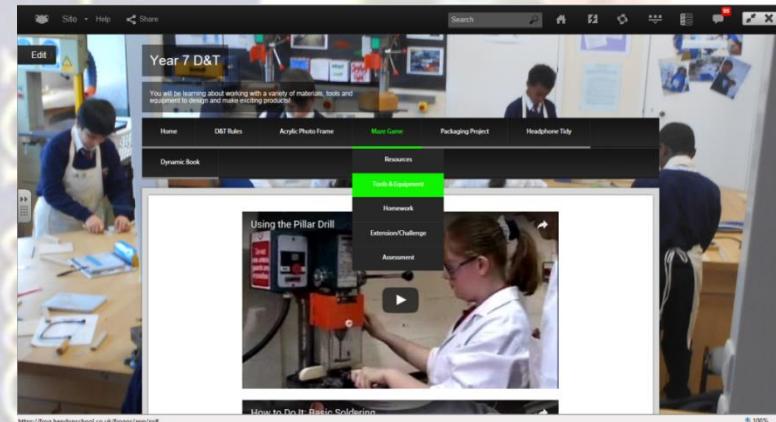 Site
Help
Share
Search
95
Edit
Year 7 D&T
You will be learning about working with a variety of materials, tools and
equipment to design and make exciting products!
Home
D&T Rules
Acrylic Photo Frame
Maze Game
Packaging Project
Headphone Tidy
Dynamic Book
Resources
Tools & Equipment
Homework
Extension/Challenge
Assessment
Using the Pillar Drill
How to Do It: Basic Soldering
100%